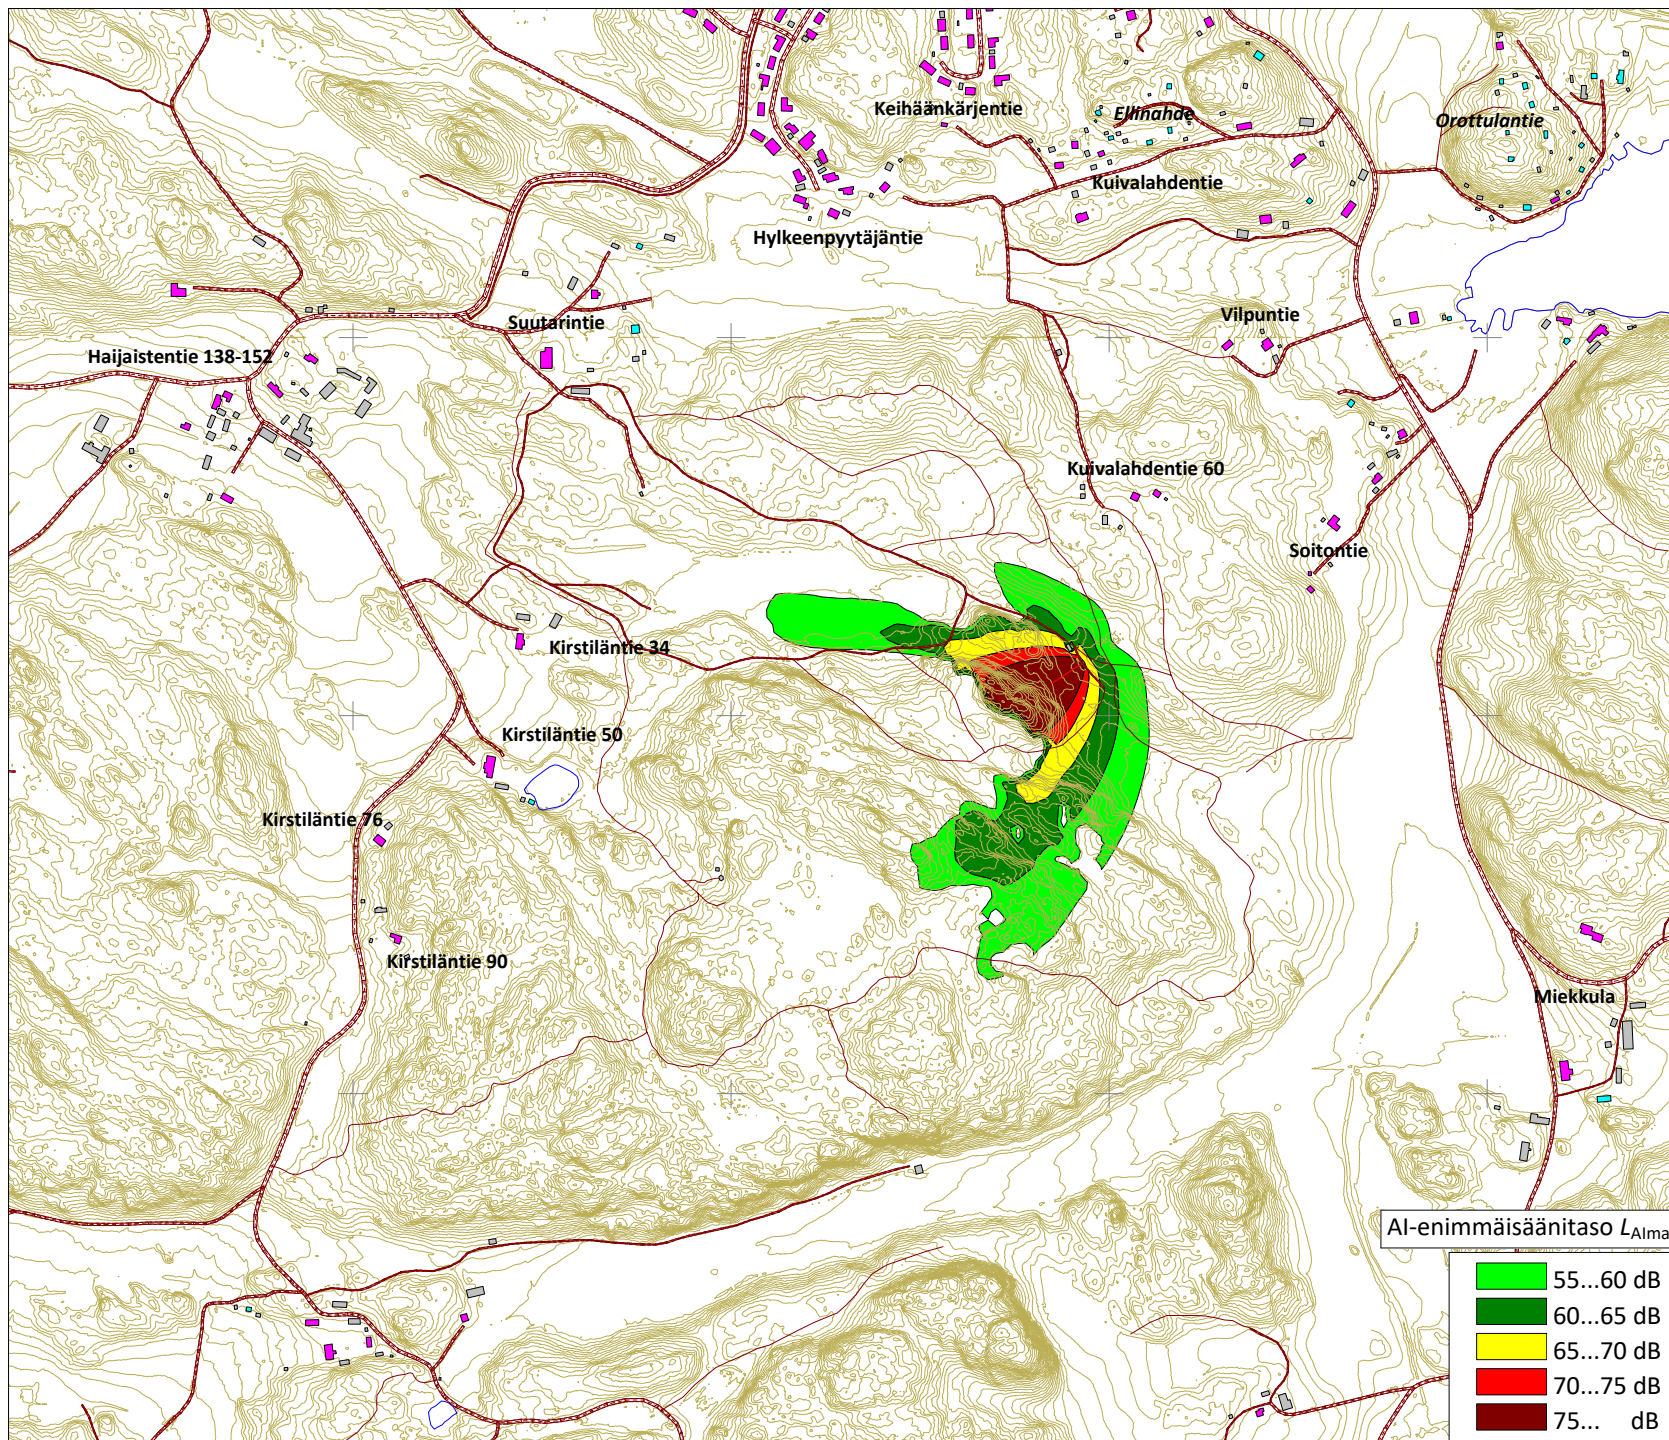 Keihäänkärjentie
Ellinahde
Orottulantie
Kuivalahdentie
Hylkeenpyytäjäntie
Vilpuntie
Suutarintie
Haijaistentie 138-152
Kuivalahdentie 60
Soitontie
Kirstiläntie 34
Kirstiläntie 50
Kirstiläntie 76
Kirstiläntie 90
Miekkula
AI-enimmäisäänitaso LAIma
55...60 dB
60...65 dB
65...70 dB
70...75 dB
75... dB